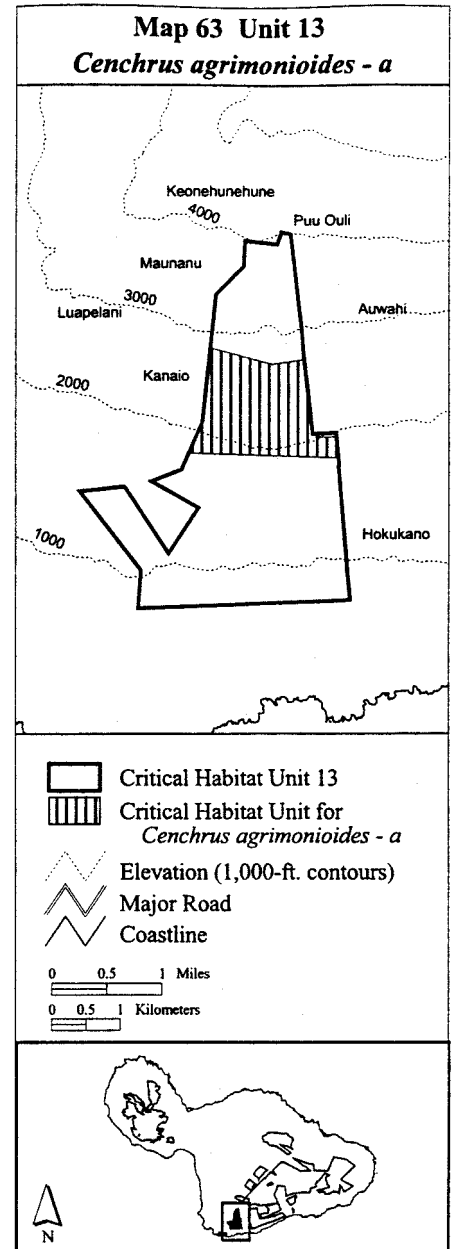 Map 63 Unit 13
Cenchrus agrimonioides - a
Keonehunehune
4000
Puu Ouli
Maunanu
3000
Luapelani
Auwahi
Kanaio
2000
1000
Hokukano
Critical Habitat Unit 13
Critical Habitat Unit for
Cenchrus agrimonioides - a
Elevation (1,000-ft. contours)
Major Road
Coastline
0 0.5 1 Miles
0 0.5 1 Kilometers
N